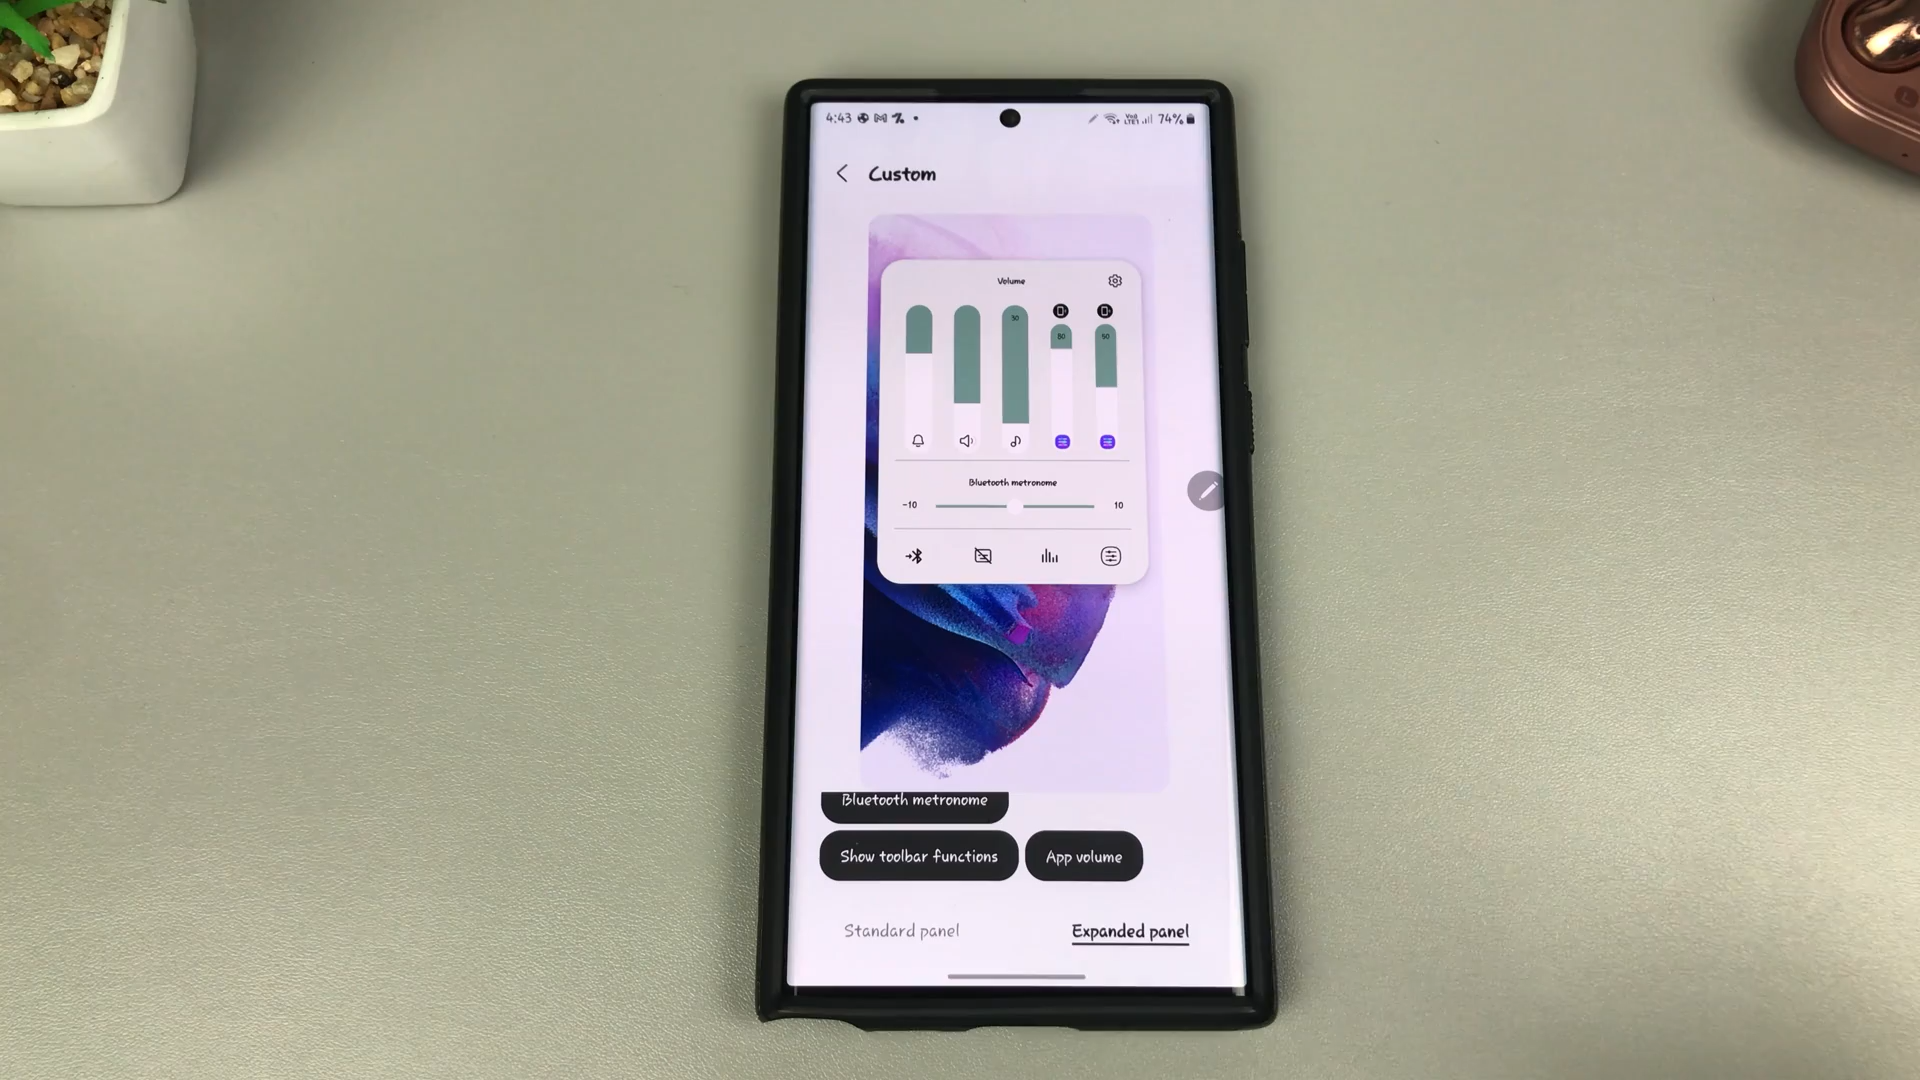 4:43
74%
Custom
Volume
30
80 50
Bluetooth metronome
-10 10
Bluetooth metronome
Show toolbar functions App volume
Standard panel Expanded panel